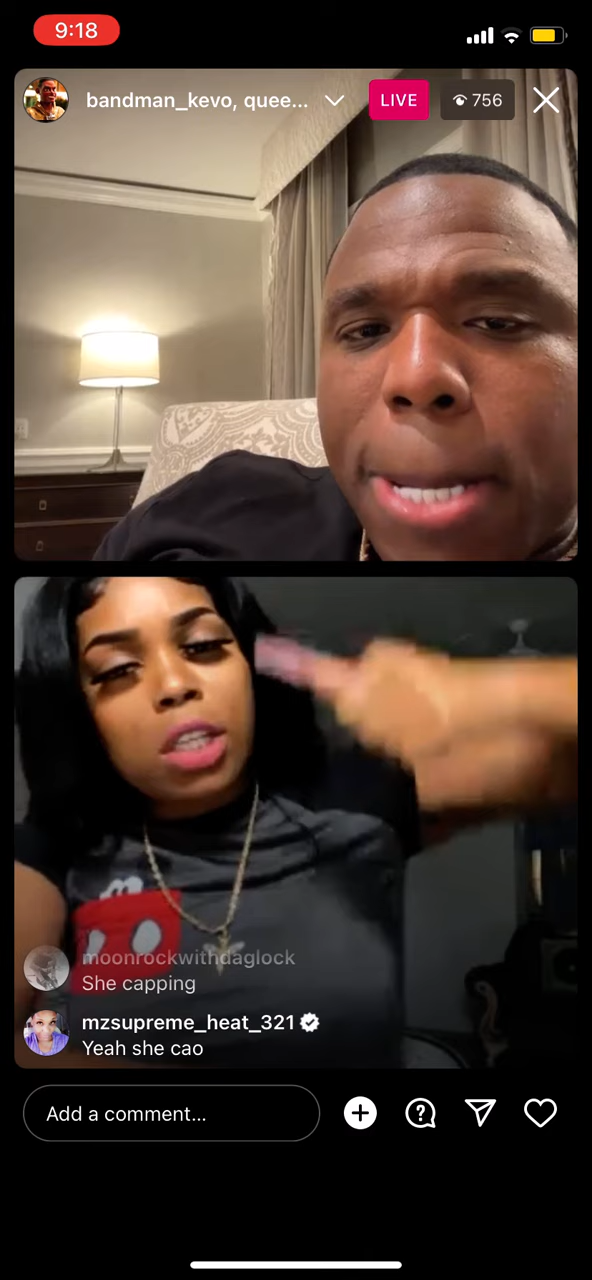 9:18
bandman_kevo, quee...
LIVE
756
moonrockwithdaglock
She capping
mzsupreme_heat_321
Yeah she cao
Add a comment...